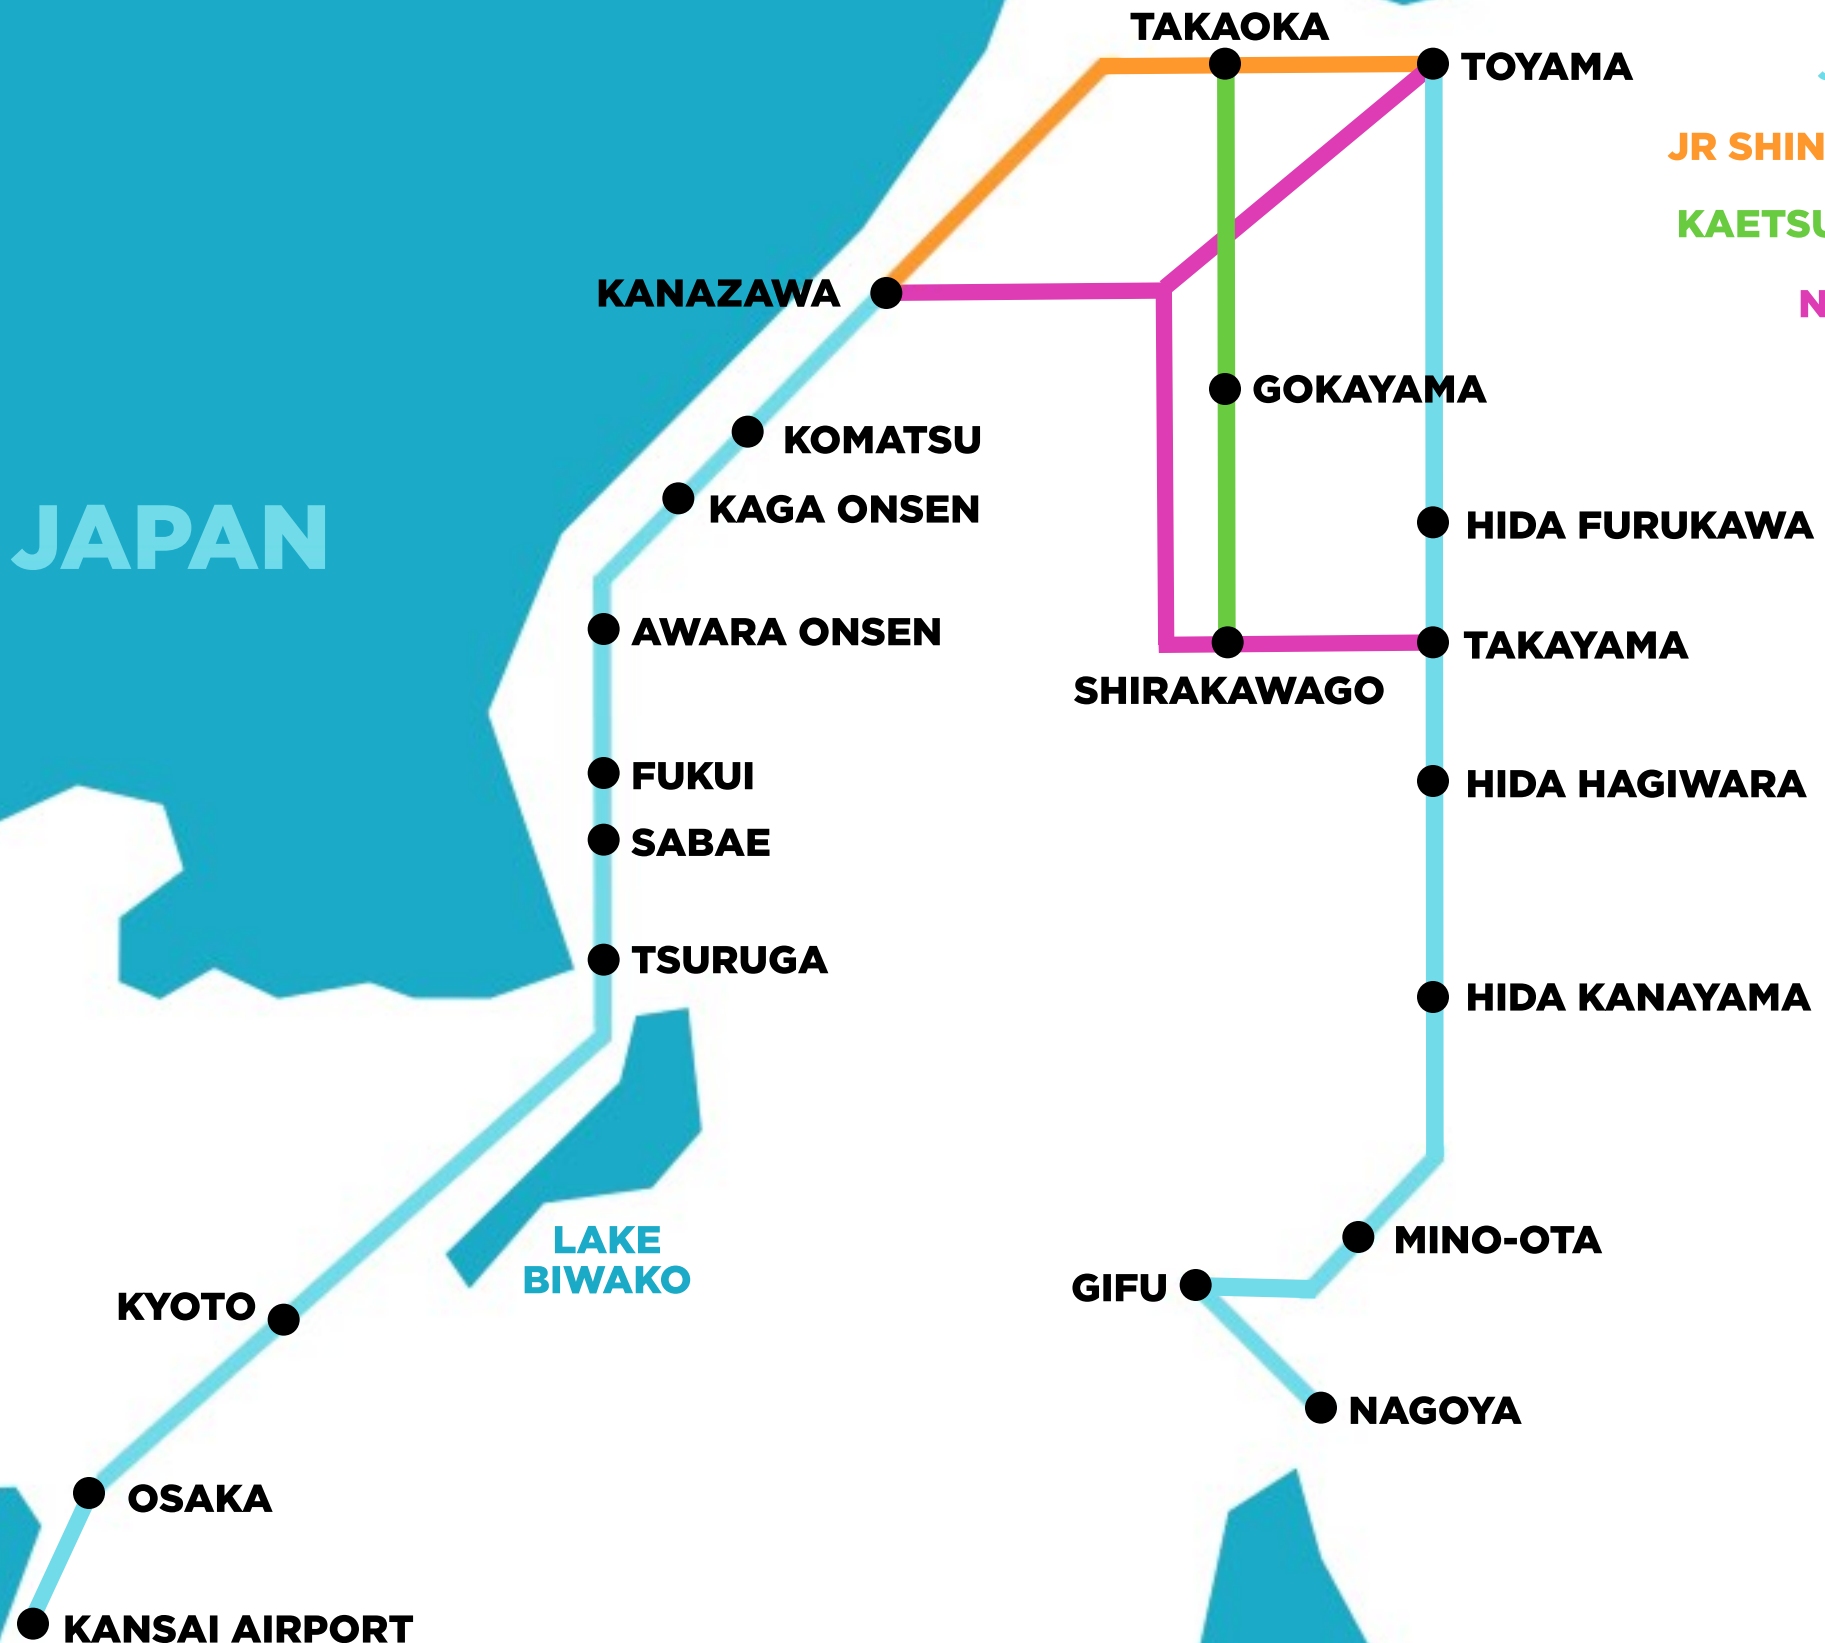 TAKAOKA
TOYAMA
JR SHIN
KAETSU
KANAZAWA
N
GOKAYAMA
KOMATSU
KAGA ONSEN
JAPAN
HIDA FURUKAWA
AWARA ONSEN
TAKAYAMA
SHIRAKAWAGO
FUKUI
HIDA HAGIWARA
SABAE
TSURUGA
HIDA KANAYAMA
LAKE
BIWAKO
MINO-OTA
GIFU
KYOTO
NAGOYA
OSAKA
KANSAI AIRPORT